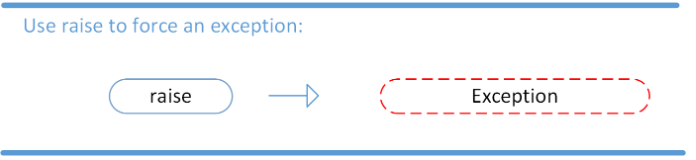 Use raise to force an exception:
raise
Exception